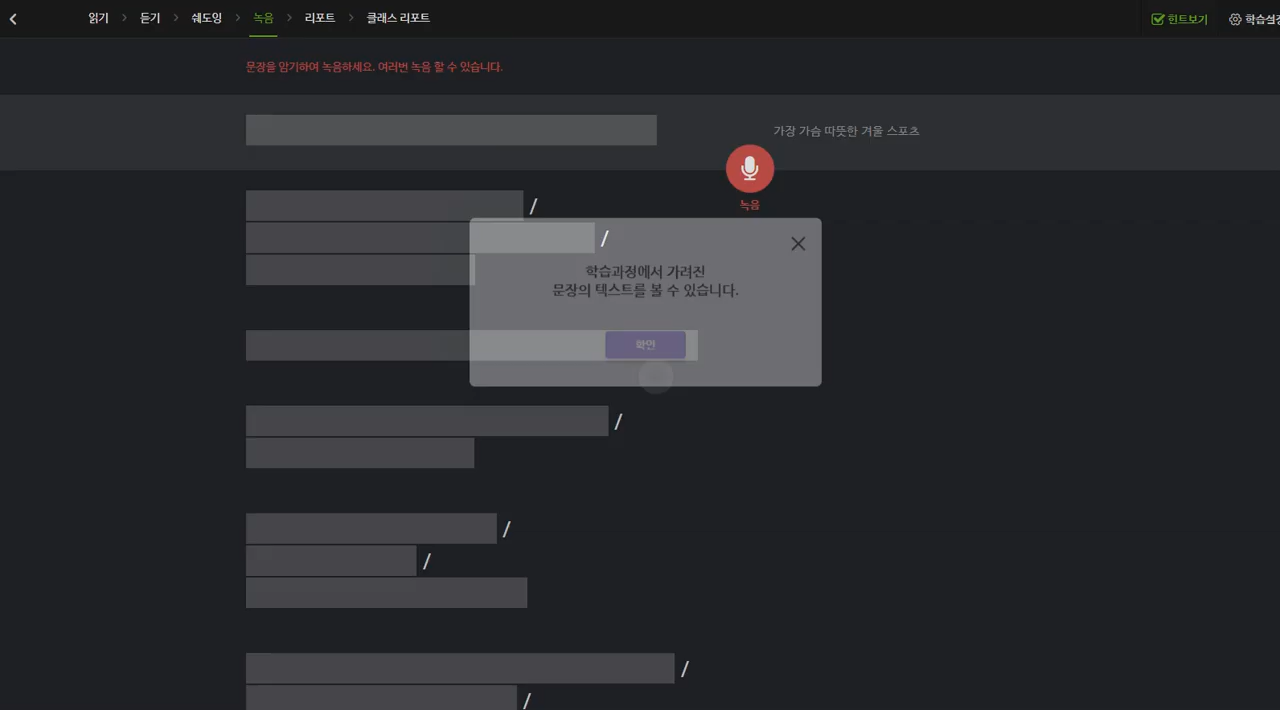 읽기 > 듣기 > 쉐도잉 > 녹음 > 리포트 > 클래스 리포트
힌트보기
학습설정
문장을 암기하여 녹음하세요. 여러번 녹음 할 수 있습니다.
가장 가슴 따뜻한 겨울 스포츠
녹음
/
/
학습과정에서 가려진
문장의 텍스트를 볼 수 있습니다.
확인
/
/
/
/
/